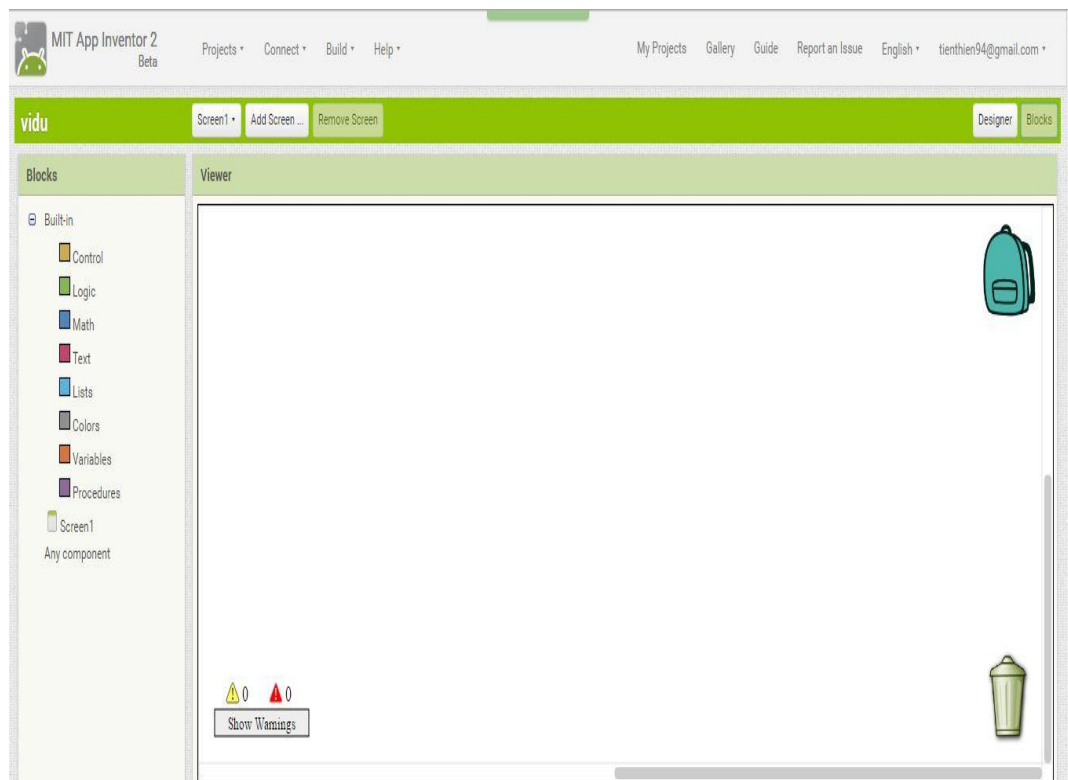 MIT App Inventor 2
Beta
Projects Connect Build Help
My Projects Gallery Guide Report an Issue English tienthien94@gmail.com
vidu
Screen1 Add Screen ... Remove Screen
Designer Blocks
Blocks
Viewer
Built-in
Control
Logic
Math
Text
Lists
Colors
Variables
Procedures
Screen1
Any component
0 0
Show Warnings